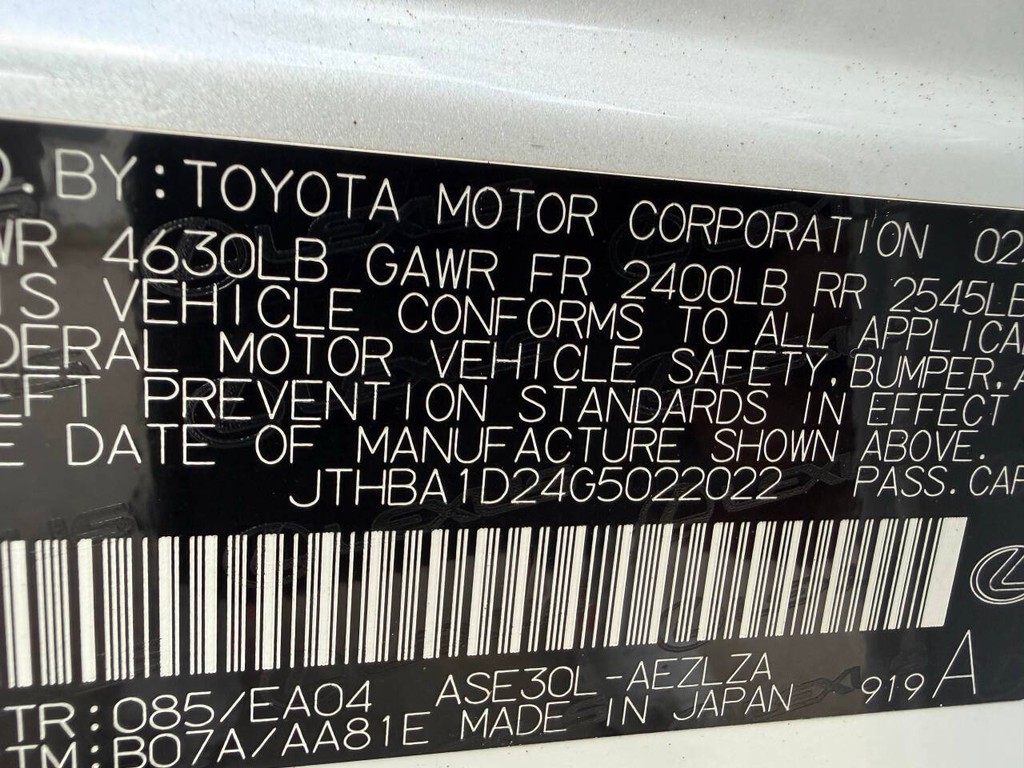 D. BY: TOYOTA MOTOR CORPORATION 02
WR 4630LB GAWR FR 2400LB RR 2545LB
IS VEHICLE CONFORMS TO ALL APPLICA
DERAL MOTOR VEHICLE SAFETY, BUMPER, A
EFT PREVENTION STANDARDS IN EFFECT
E DATE OF MANUFACTURE SHOWN ABOVE.
JTHBA1D24G5022022 PASS.CAR
TR: 085/EA04 ASE30L-AEZLZA 919 A
TM: B07A/AA81E MADE IN JAPAN